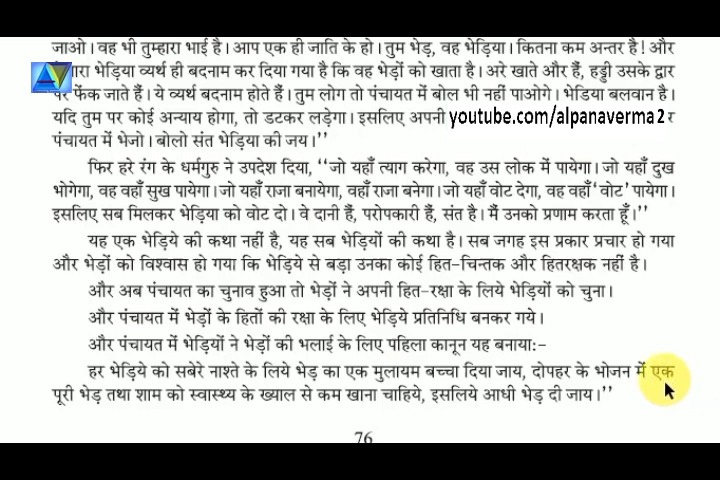 जाओ। वह भी तुम्हारा भाई है। आप एक ही जाति के हो। तुम भेड़, वह भेड़िया। कितना कम अन्तर है! और
ारा भेड़िया व्यर्थ ही बदनाम कर दिया गया है कि वह भेड़ों को खाता है। अरे खाते और हैं, हड्डी उसके द्वार
पर फेंक जाते हैं। ये व्यर्थ बदनाम होते हैं। तुम लोग तो पंचायत में बोल भी नहीं पाओगे। भेडिया बलवान है।
यदि तुम पर कोई अन्याय होगा, तो डटकर लड़ेगा। इसलिए अपनी youtube.com/alpanaverma2 र
पंचायत में भेजो। बोलो संत भेड़िया की जय।''
फिर हरे रंग के धर्मगुरु ने उपदेश दिया, ''जो यहाँ त्याग करेगा, वह उस लोक में पायेगा। जो यहाँ दुख
भोगेगा, वह वहाँ सुख पायेगा। जो यहाँ राजा बनायेगा, वहाँ राजा बनेगा। जो यहाँ वोट देगा, वह वहाँ 'वोट' पायेगा।
इसलिए सब मिलकर भेड़िया को वोट दो। वे दानी हैं, परोपकारी हैं, संत है। मैं उनको प्रणाम करता हूँ।''
यह एक भेड़िये की कथा नहीं है, यह सब भेड़ियों की कथा है। सब जगह इस प्रकार प्रचार हो गया
और भेड़ों को विश्वास हो गया कि भेड़िये से बड़ा उनका कोई हित-चिन्तक और हितरक्षक नहीं है।
और अब पंचायत का चुनाव हुआ तो भेड़ों ने अपनी हित-रक्षा के लिये भेड़ियों को चुना।
और पंचायत में भेड़ों के हितों की रक्षा के लिए भेड़िये प्रतिनिधि बनकर गये।
और पंचायत में भेड़ियों ने भेड़ों की भलाई के लिए पहिला कानून यह बनाया:-
हर भेड़िये को सबेरे नाश्ते के लिये भेड़ का एक मुलायम बच्चा दिया जाय, दोपहर के भोजन में एक
पूरी भेड़ तथा शाम को स्वास्थ्य के ख्याल से कम खाना चाहिये, इसलिये आधी भेड़ दी जाय।''
76